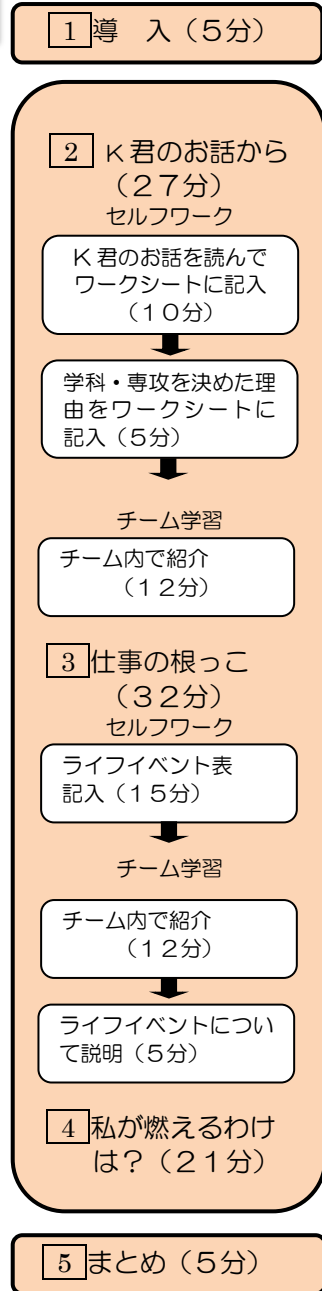 1 導　入（５分）
2 Ｋ君のお話から
（２７分）
セルフワーク
Ｋ君のお話を読んで
ワークシートに記入
（１０分）
学科・専攻を決めた理
由をワークシートに
記入（５分）
チーム学習
チーム内で紹介
（１２分）
3 仕事の根っこ
（３２分）
セルフワーク
ライフイベント表
記入（１５分）
チーム学習
チーム内で紹介
（１２分）
ライフイベントについ
て説明（５分）
4 私が燃えるわけ
は？（２１分）
5 まとめ（５分）